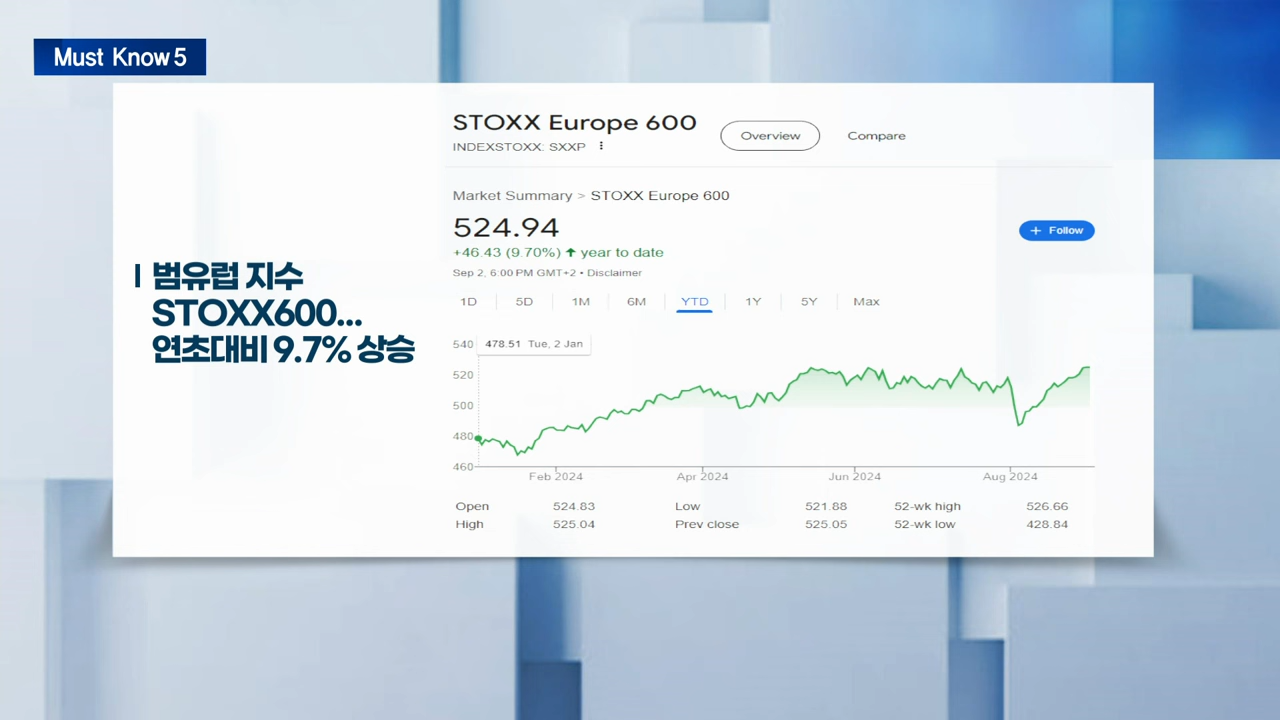 Must Know 5
범유럽 지수
STOXX600...
연초대비 9.7% 상승
STOXX Europe 600
INDEXSTOXX: SXXP
Overview
Compare
Market Summary > STOXX Europe 600
524.94
+46.43 (9.70%) ↑ year to date
Sep 2, 6:00 PM GMT+2 • Disclaimer
+ Follow
1D 5D 1M 6M YTD 1Y 5Y Max
478.51 Tue, 2 Jan
540
520
500
480
460
Feb 2024 Apr 2024 Jun 2024 Aug 2024
Open 524.83 Low 521.88 52-wk high 526.66
High 525.04 Prev close 525.05 52-wk low 428.84